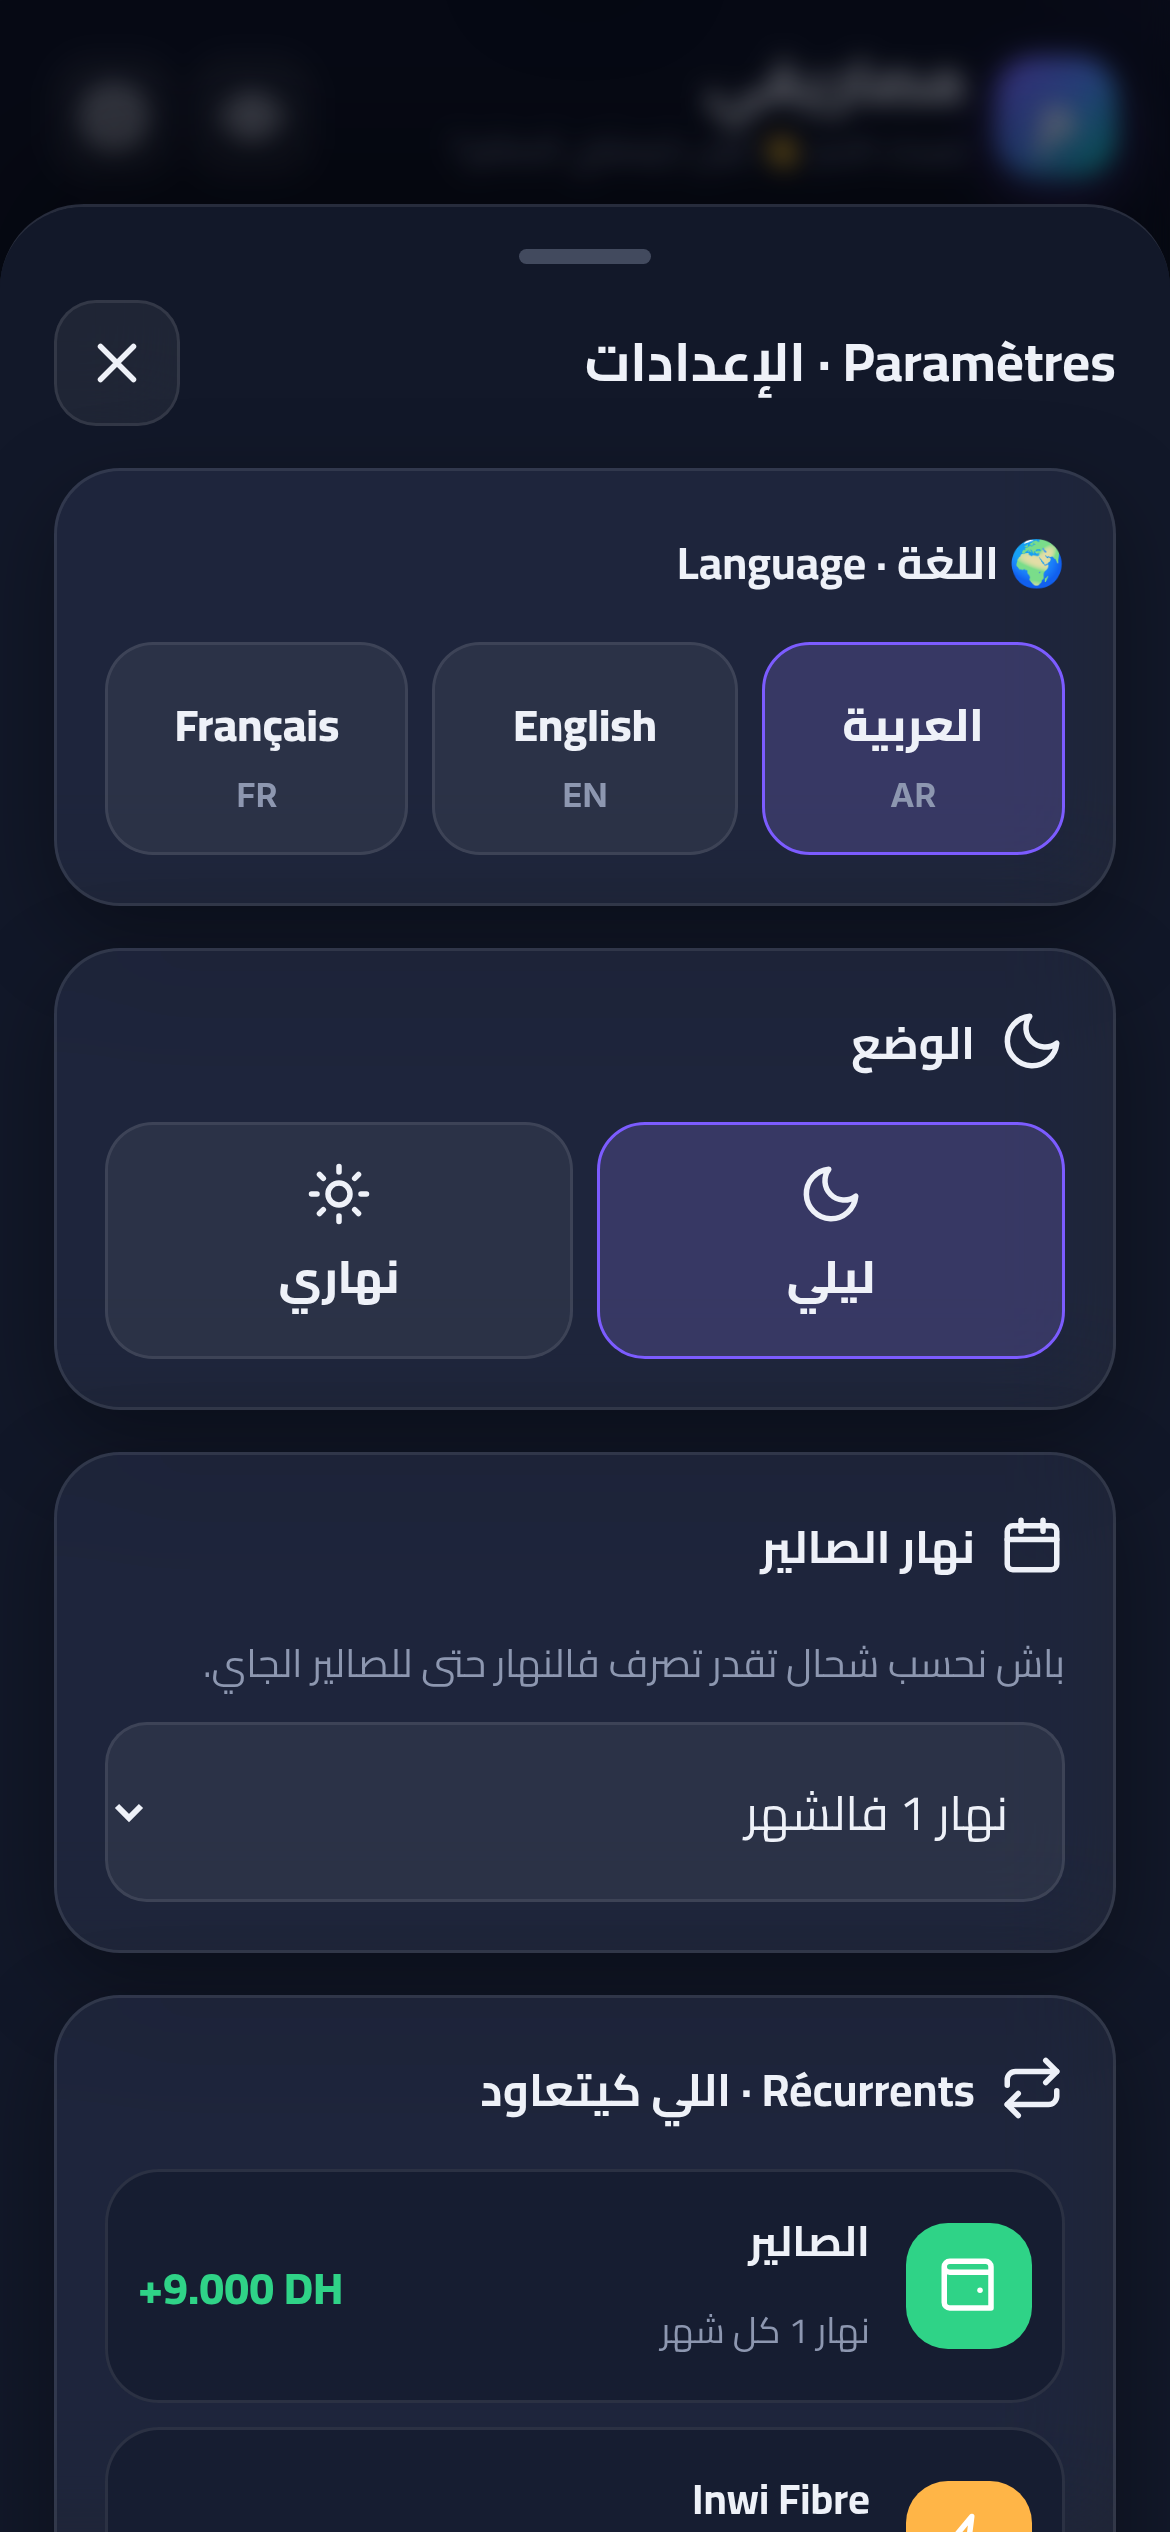 مصاريفي
Paramètres · الإعدادات
🌍 اللغة · Language
العربية
AR
English
EN
Français
FR
الوضع
ليلي
نهاري
نهار الصالير
باش نحسب شحال تقدر تصرف فالنهار حتى للصالير الجاي.
نهار 1 فالشهر
Récurrents · اللي كيتعاود
الصالير
نهار 1 كل شهر
+9.000 DH
Inwi Fibre